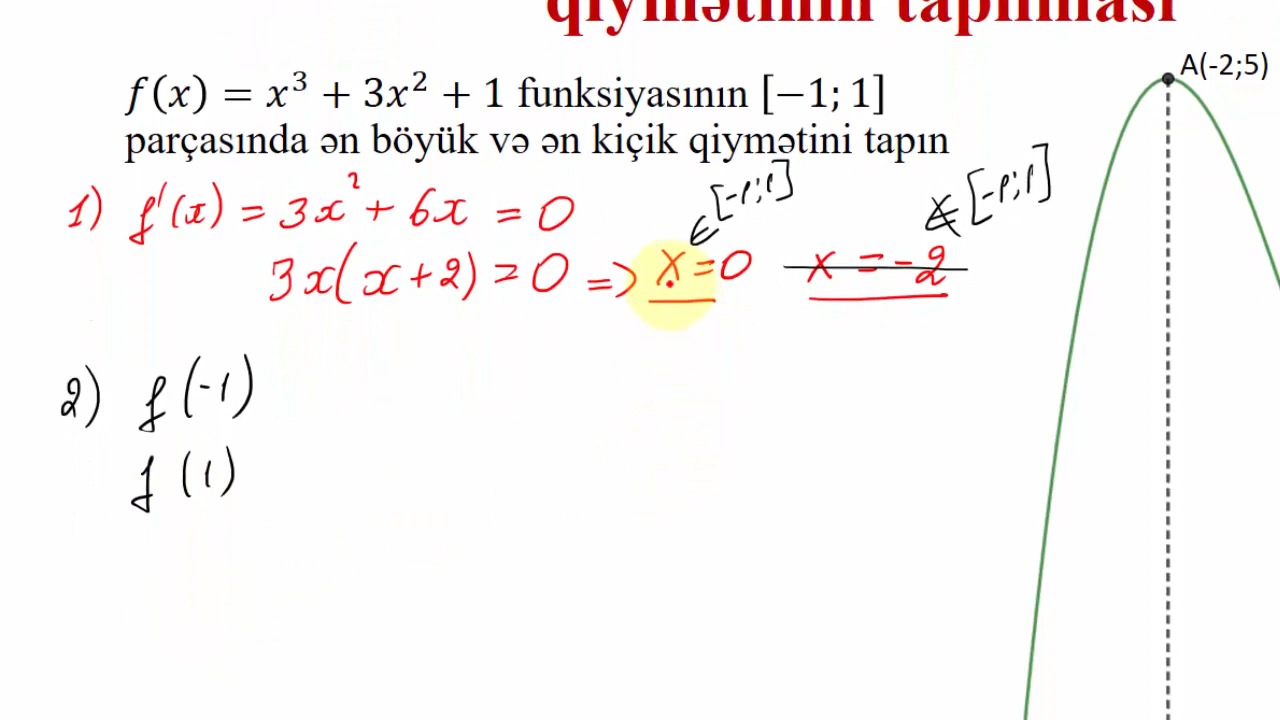 qiymətinin tapılması
A(-2;5)
f(x) = x³ + 3x² + 1 funksiyasının [−1; 1]
parçasında ən böyük və ən kiçik qiymətini tapın
∈ [-1;1] ∉ [-1;1]
1) f'(x) = 3x² + 6x = 0
3x(x+2) = 0 => x = 0 x = -2
2) f(-1)
f(1)